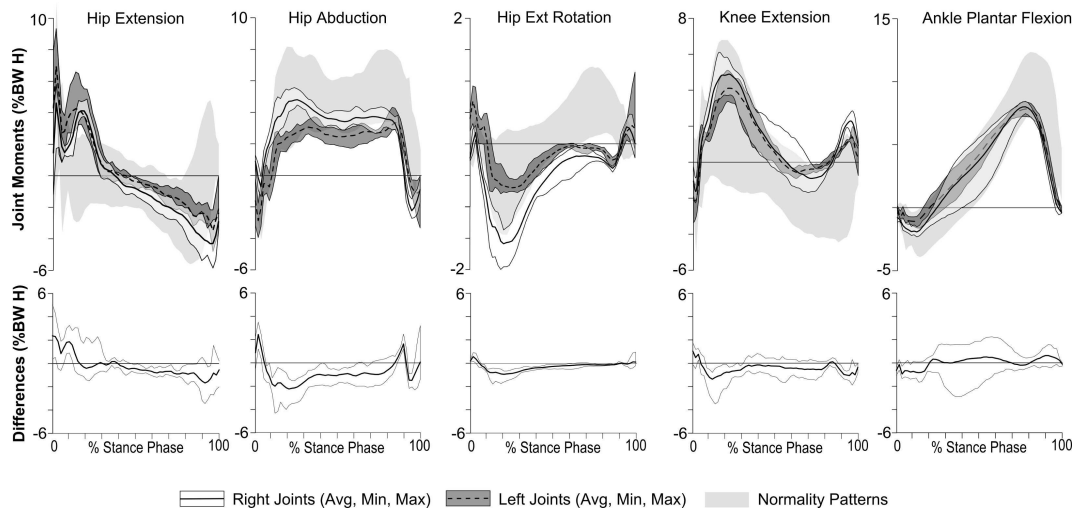 Hip Extension Hip Abduction Hip Ext Rotation Knee Extension Ankle Plantar Flexion
Joint Moments (%BW H)
10 10 2 8 15
-6 -6 -2 -6 -5
Differences (%BW H)
6 6 6 6 6
-6 -6 -6 -6 -6
0 100 0 100 0 100 0 100 0 100
% Stance Phase % Stance Phase % Stance Phase % Stance Phase % Stance Phase
Right Joints (Avg, Min, Max) Left Joints (Avg, Min, Max) Normality Patterns